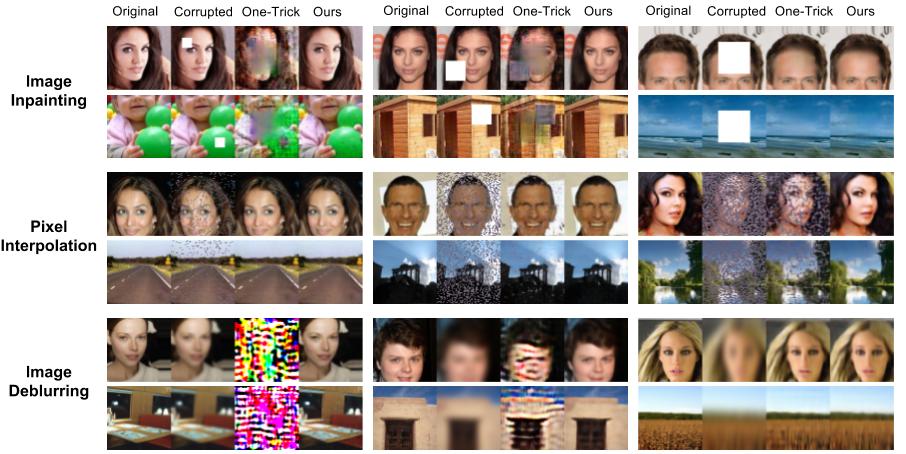 Original Corrupted One-Trick Ours Original Corrupted One-Trick Ours Original Corrupted One-Trick Ours
Image
Inpainting
Pixel
Interpolation
Image
Deblurring